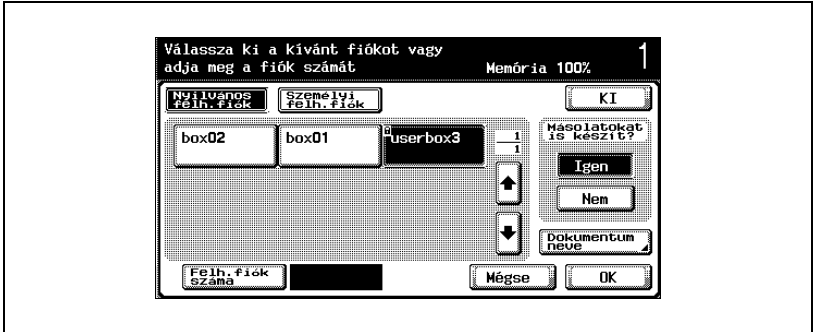 Válassza ki a kívánt fiókot vagy
adja meg a fiók számát
Memória 100%
1
Nyilvános
felh.fiók
Személyi
felh.fiók
KI
box02
box01
userbox3
1
1
Másolatokat
is készít?
Igen
Nem
Dokumentum
neve
Felh.fiók
száma
Mégse
OK